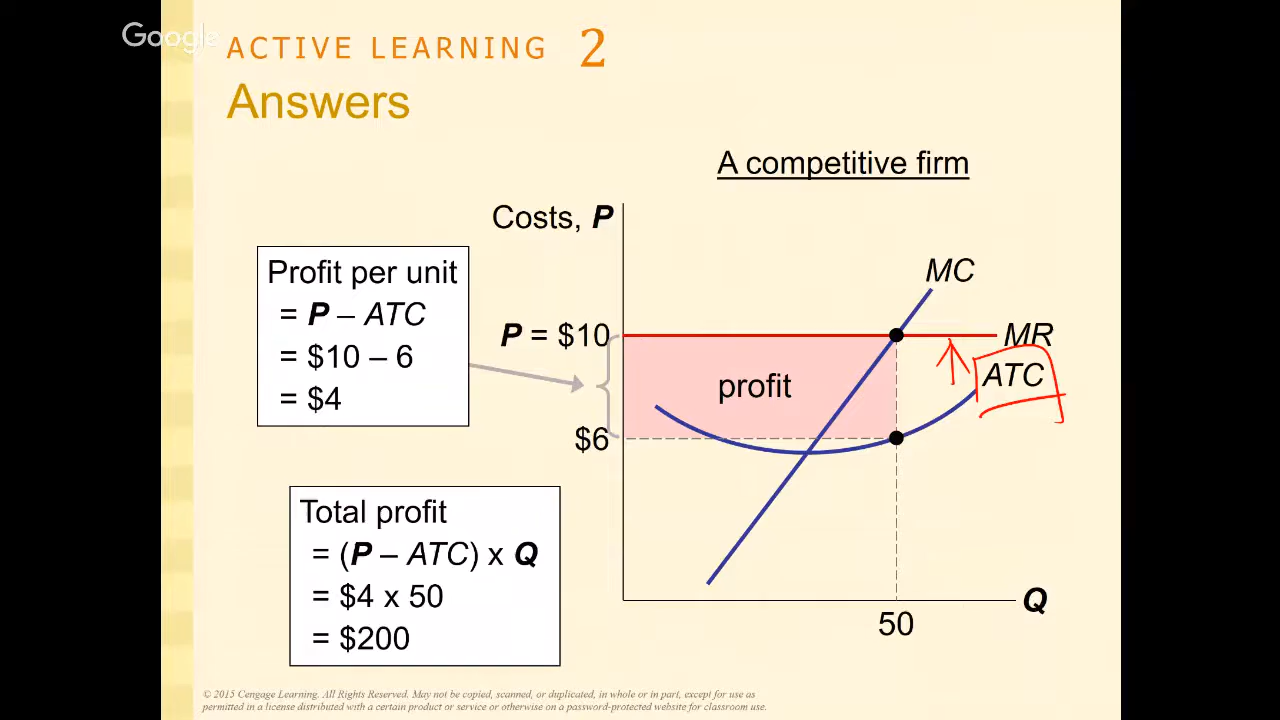 Google
ACTIVE LEARNING 2
Answers
A competitive firm
Costs, P
Profit per unit
= P – ATC
= $10 – 6
= $4
MC
P = $10
MR
ATC
profit
$6
Total profit
= (P – ATC) x Q
= $4 x 50
= $200
Q
50
© 2015 Cengage Learning. All Rights Reserved. May not be copied, scanned, or duplicated, in whole or in part, except for use as
permitted in a license distributed with a certain product or service or otherwise on a password-protected website for classroom use.